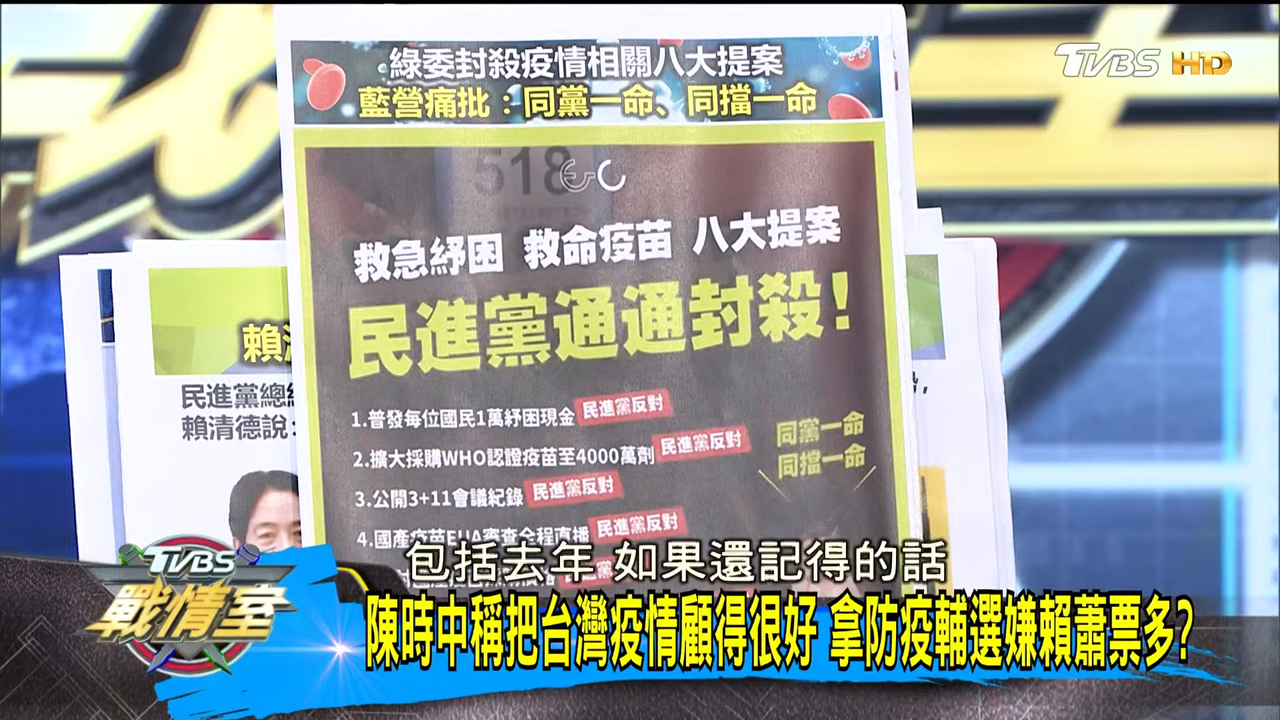 TVBS HD
綠委封殺疫情相關八大提案
藍營痛批：同黨一命、同擋一命
518
救急紓困 救命疫苗 八大提案
民進黨通通封殺！
1.普發每位國民1萬紓困現金 民進黨反對
2.擴大採購WHO認證疫苗至4000萬劑 民進黨反對
3.公開3+11會議紀錄 民進黨反對
4.國產疫苗EUA審查全程直播 民進黨反對
同黨一命
同擋一命
民進黨總
賴清德說：
包括去年 如果還記得的話
TVBS
戰情室
陳時中稱把台灣疫情顧得很好 拿防疫輔選嫌賴蕭票多?